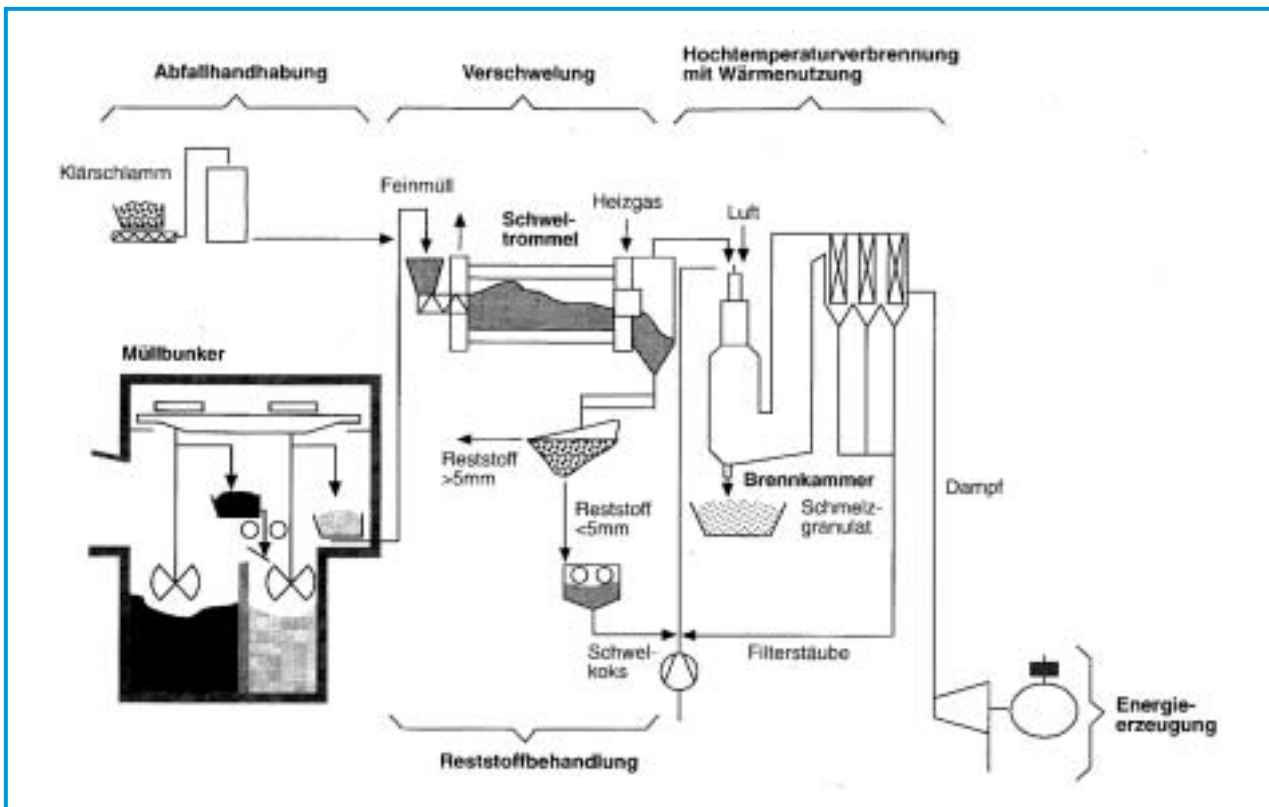 Abfallhandhabung
Verschwelung
Hochtemperaturverbrennung
mit Wärmenutzung
Klärschlamm
Feinmüll
Schwel-
trommel
Heizgas
Luft
Müllbunker
Reststoff
>5mm
Reststoff
<5mm
Brennkammer
Schmelz-
granulat
Dampf
Schwel-
koks
Filterstäube
Reststoffbehandlung
Energie-
erzeugung